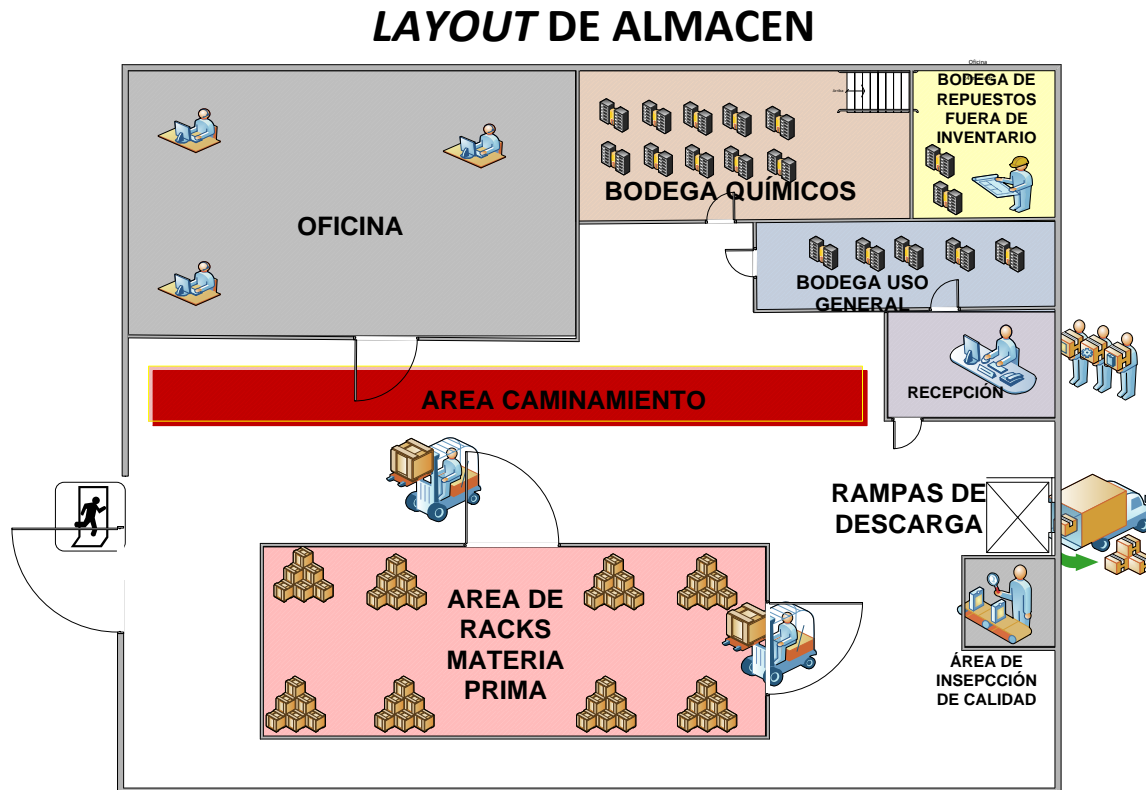 LAYOUT DE ALMACEN
Oficina
BODEGA DE
REPUESTOS
FUERA DE
INVENTARIO
BODEGA QUÍMICOS
OFICINA
BODEGA USO
GENERAL
RECEPCIÓN
AREA CAMINAMIENTO
RAMPAS DE
DESCARGA
AREA DE
RACKS
MATERIA
PRIMA
ÁREA DE
INSEPCCIÓN
DE CALIDAD